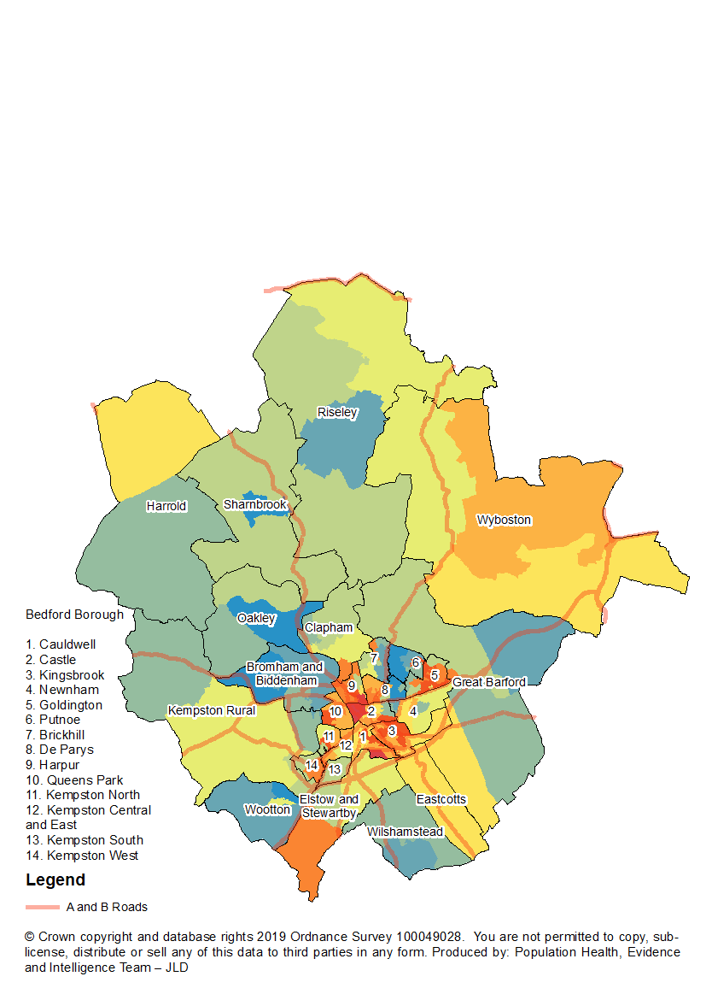 Riseley
Harrold
Sharnbrook
Wyboston
Oakley
Clapham
Bromham and
Biddenham
Great Barford
Kempston Rural
7
6
5
9
8
10
2
4
11
1
3
12
14
13
Wootton
Elstow and
Stewartby
Eastcotts
Wilshamstead
Bedford Borough
1. Cauldwell
2. Castle
3. Kingsbrook
4. Newnham
5. Goldington
6. Putnoe
7. Brickhill
8. De Parys
9. Harpur
10. Queens Park
11. Kempston North
12. Kempston Central
and East
13. Kempston South
14. Kempston West
Legend
A and B Roads
© Crown copyright and database rights 2019 Ordnance Survey 100049028. You are not permitted to copy, sub-
license, distribute or sell any of this data to third parties in any form. Produced by: Population Health, Evidence
and Intelligence Team – JLD